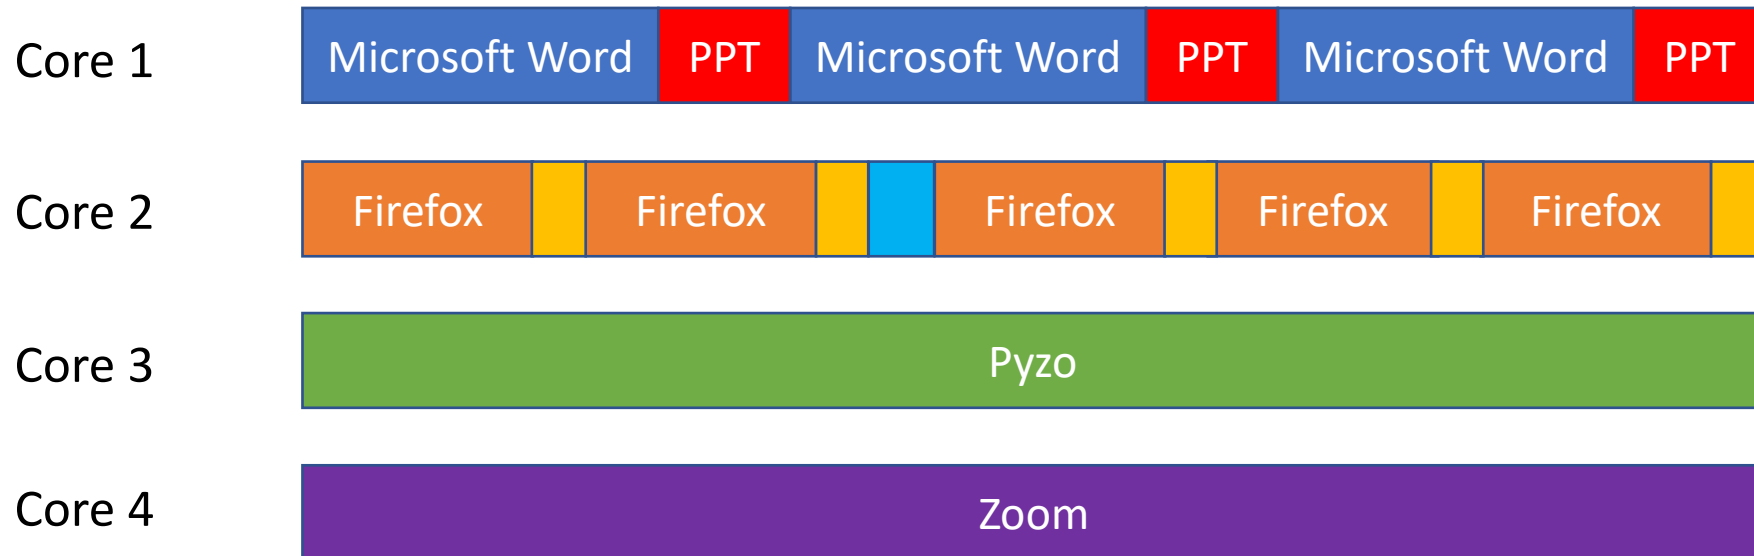 Core 1 Microsoft Word PPT Microsoft Word PPT Microsoft Word PPT
Core 2 Firefox Firefox Firefox Firefox Firefox
Core 3 Pyzo
Core 4 Zoom